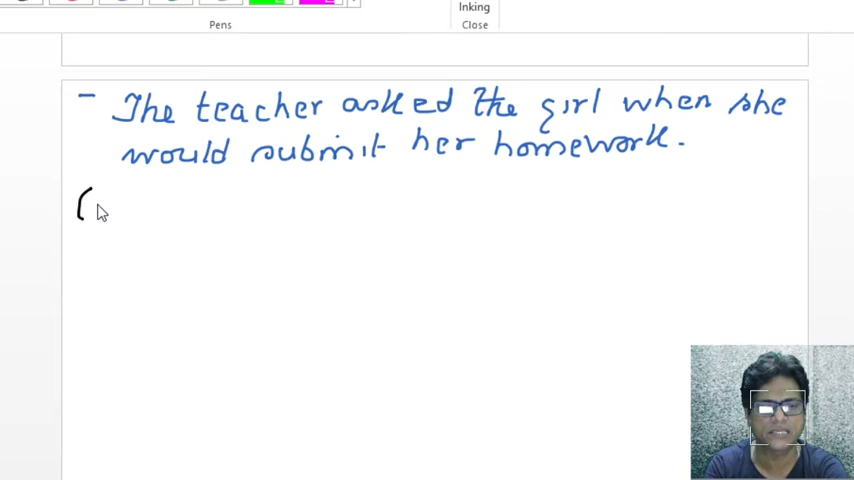 Pens
Inking
Close
- The teacher asked the girl when she
would submit her homework.
(